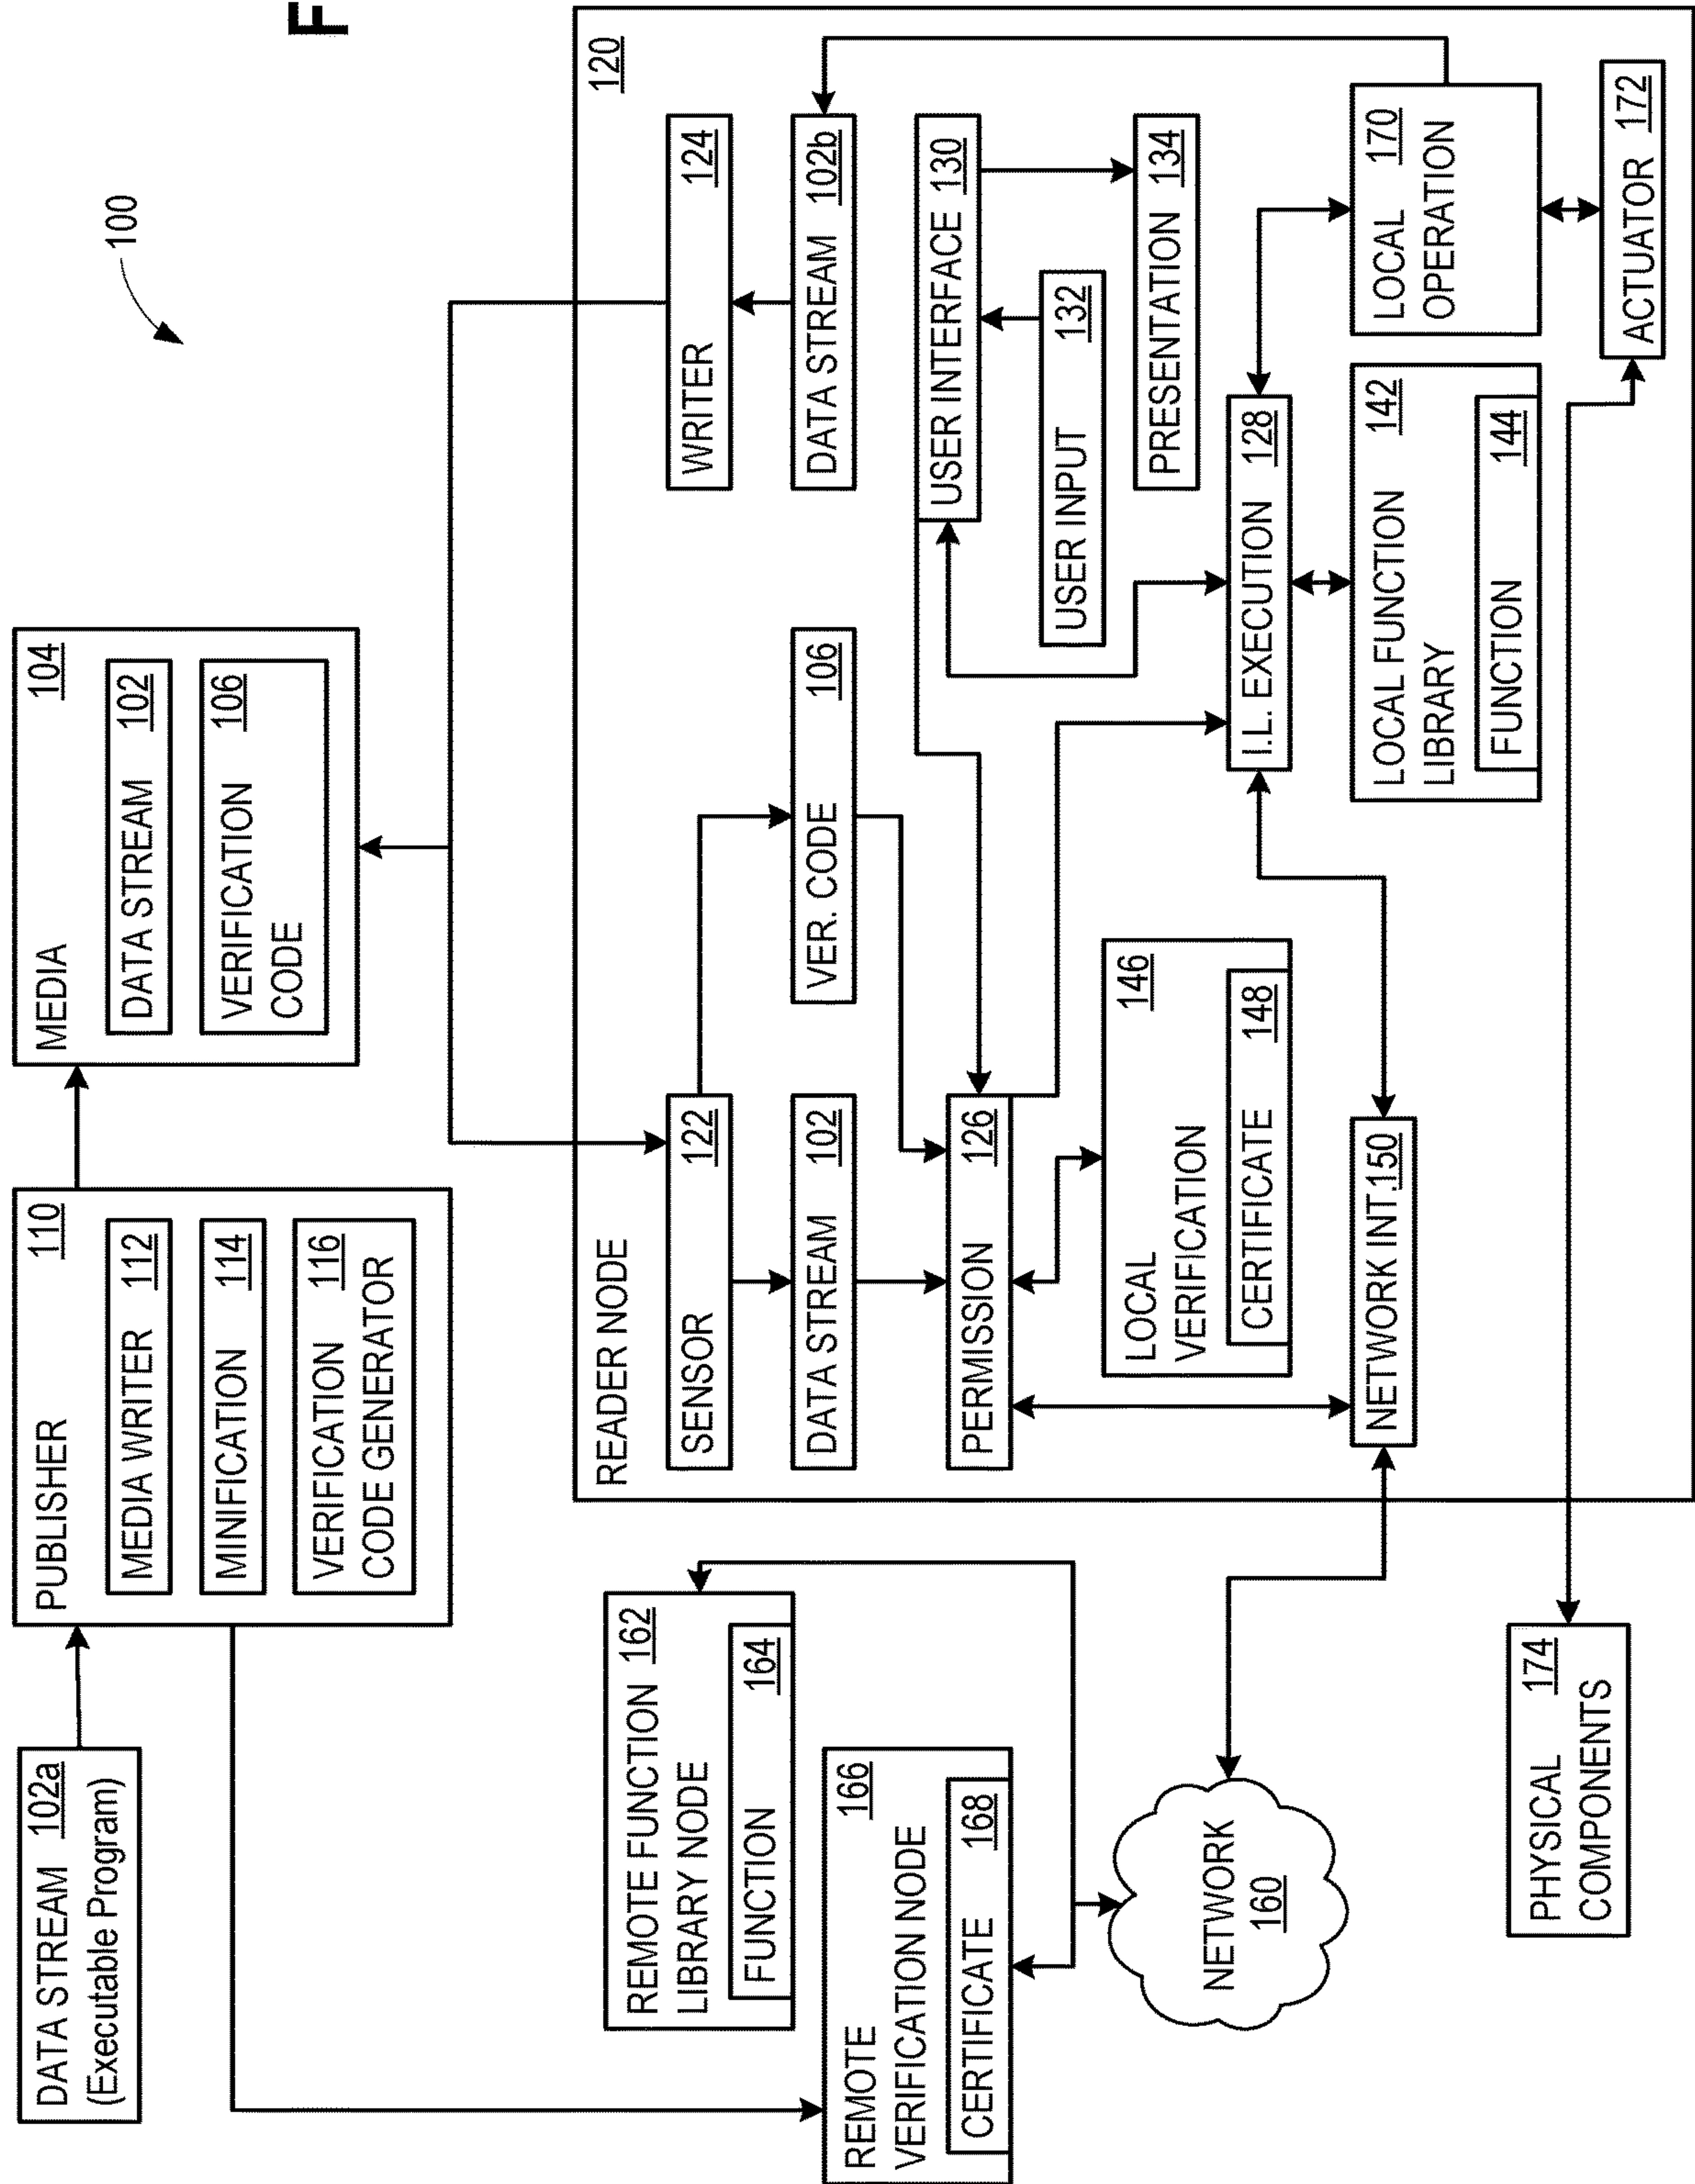 F
100
DATA STREAM 102a
(Executable Program)
PUBLISHER 110
MEDIA WRITER 112
MINIFICATION 114
VERIFICATION 116
CODE GENERATOR
MEDIA 104
DATA STREAM 102
VERIFICATION 106
CODE
REMOTE FUNCTION 162
LIBRARY NODE
FUNCTION 164
REMOTE 166
VERIFICATION NODE
CERTIFICATE 168
NETWORK
160
PHYSICAL 174
COMPONENTS
READER NODE 120
SENSOR 122
DATA STREAM 102
VER. CODE 106
PERMISSION 126
LOCAL 146
VERIFICATION
CERTIFICATE 148
NETWORK INT. 150
WRITER 124
DATA STREAM 102b
USER INTERFACE 130
USER INPUT 132
PRESENTATION 134
I.L. EXECUTION 128
LOCAL FUNCTION 142
LIBRARY
FUNCTION 144
LOCAL 170
OPERATION
ACTUATOR 172